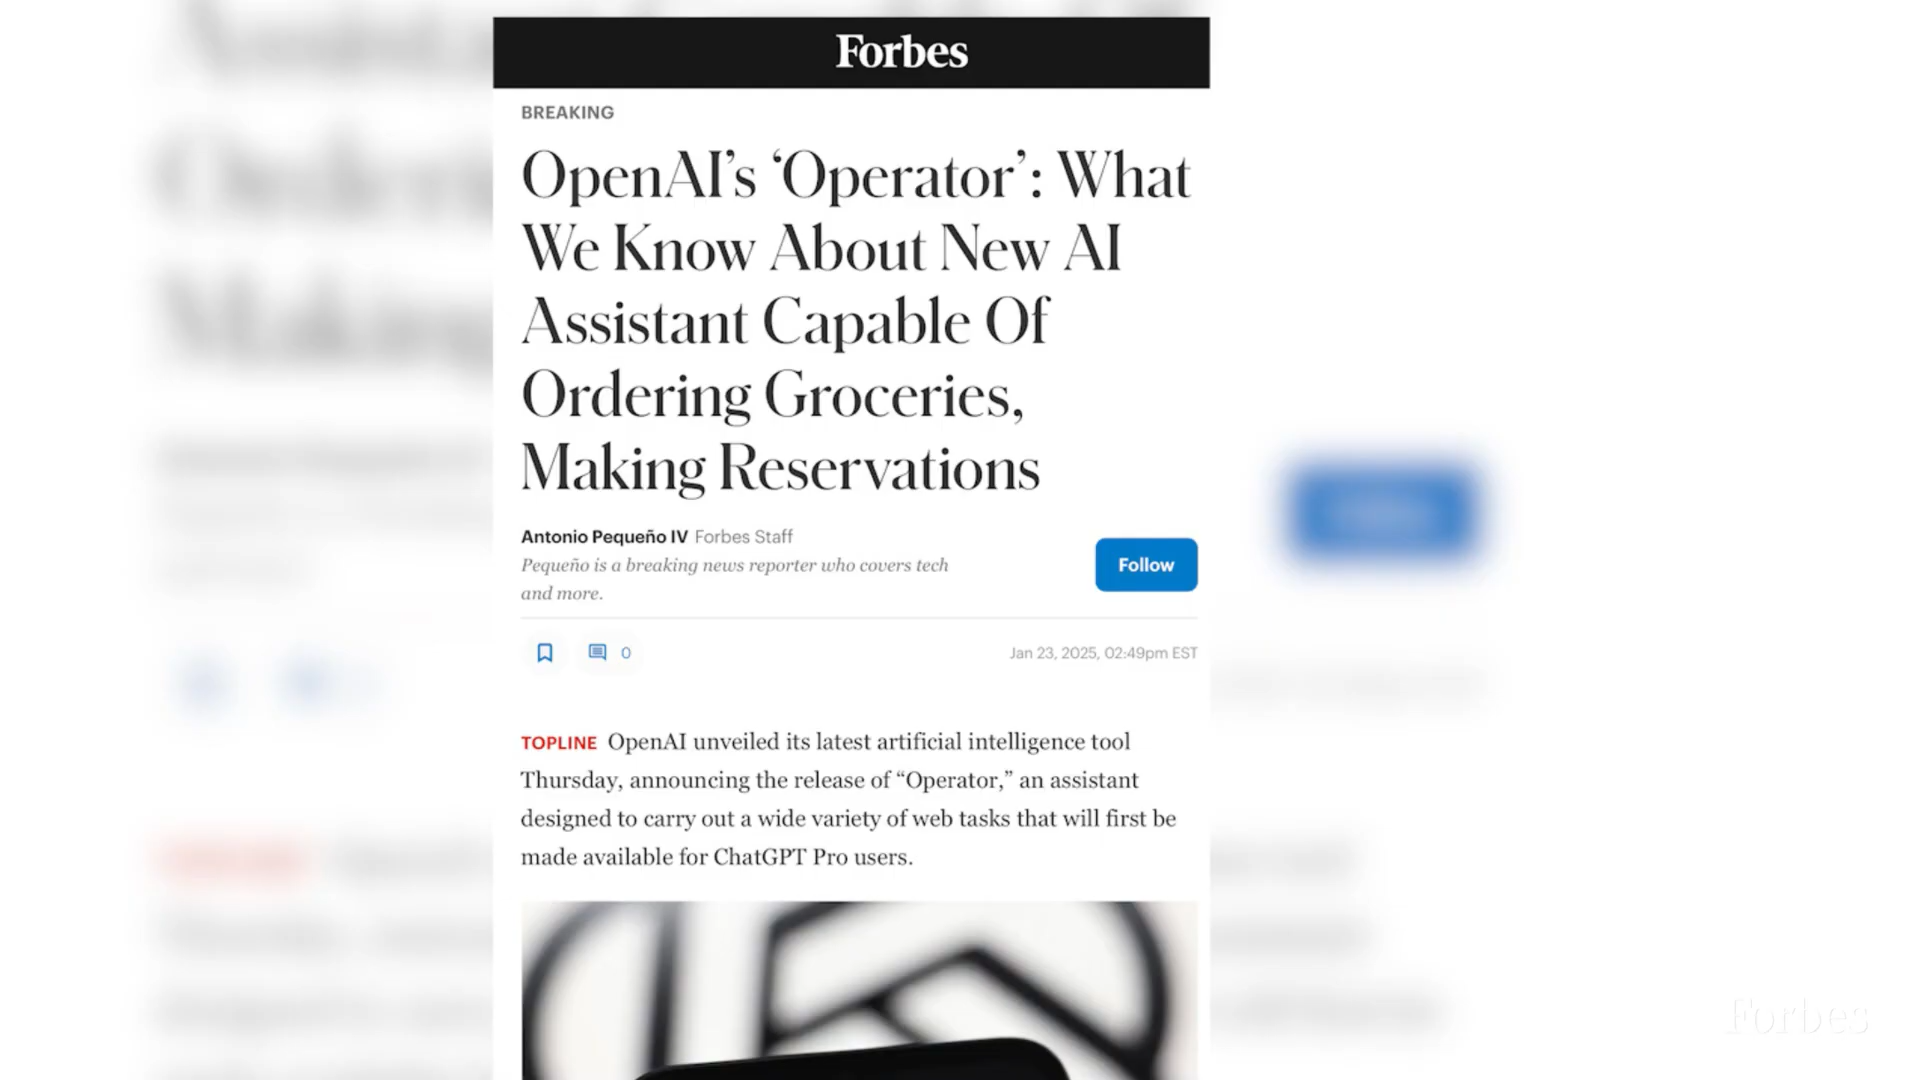 Forbes
BREAKING
OpenAI’s ‘Operator’: What
We Know About New AI
Assistant Capable Of
Ordering Groceries,
Making Reservations
Antonio Pequeño IV Forbes Staff
Pequeño is a breaking news reporter who covers tech
and more.
Follow
0
Jan 23, 2025, 02:49pm EST
TOPLINE OpenAI unveiled its latest artificial intelligence tool
Thursday, announcing the release of “Operator,” an assistant
designed to carry out a wide variety of web tasks that will first be
made available for ChatGPT Pro users.
Forbes